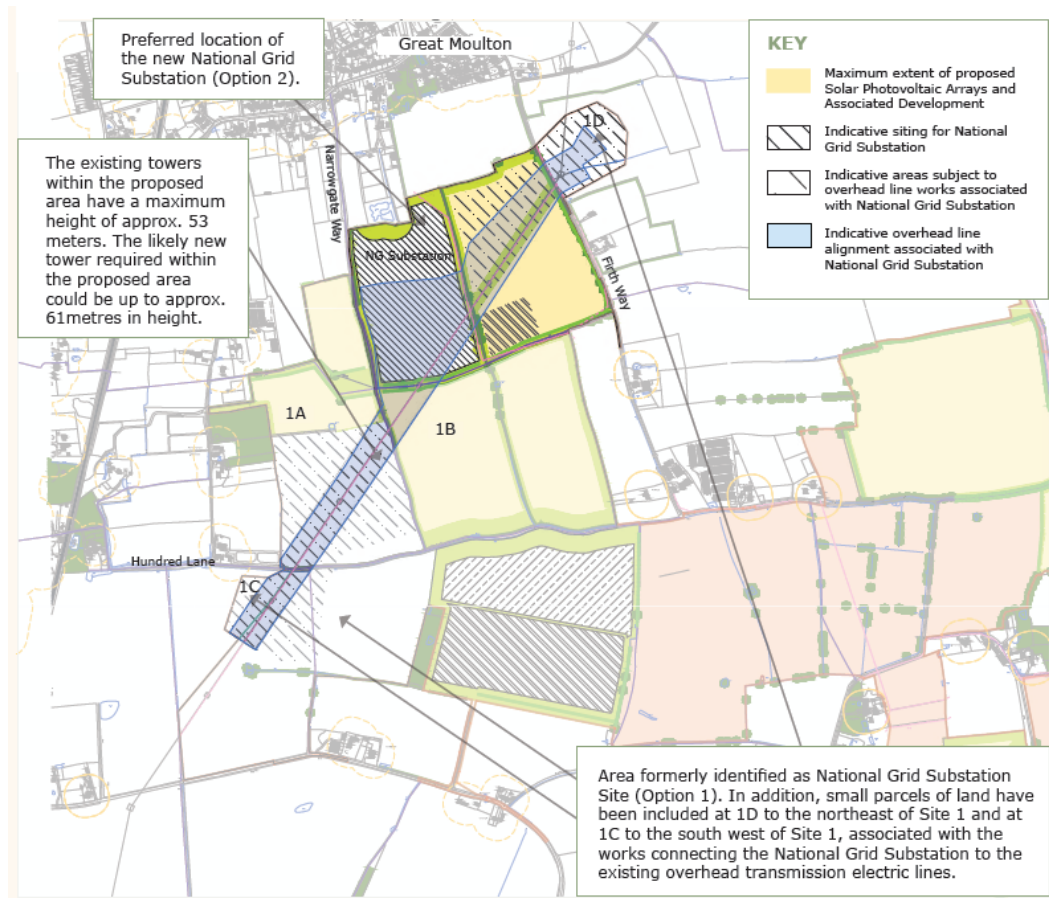 Preferred location of
the new National Grid
Substation (Option 2).
Great Moulton
KEY
Maximum extent of proposed
Solar Photovoltaic Arrays and
Associated Development
Indicative siting for National
Grid Substation
Indicative areas subject to
overhead line works associated
with National Grid Substation
Indicative overhead line
alignment associated with
National Grid Substation
The existing towers
within the proposed
area have a maximum
height of approx. 53
meters. The likely new
tower required within
the proposed area
could be up to approx.
61metres in height.
1D
Narrowgate Way
NG Substation
Firth Way
1A
1B
Hundred Lane
1C
Area formerly identified as National Grid Substation
Site (Option 1). In addition, small parcels of land have
been included at 1D to the northeast of Site 1 and at
1C to the south west of Site 1, associated with the
works connecting the National Grid Substation to the
existing overhead transmission electric lines.